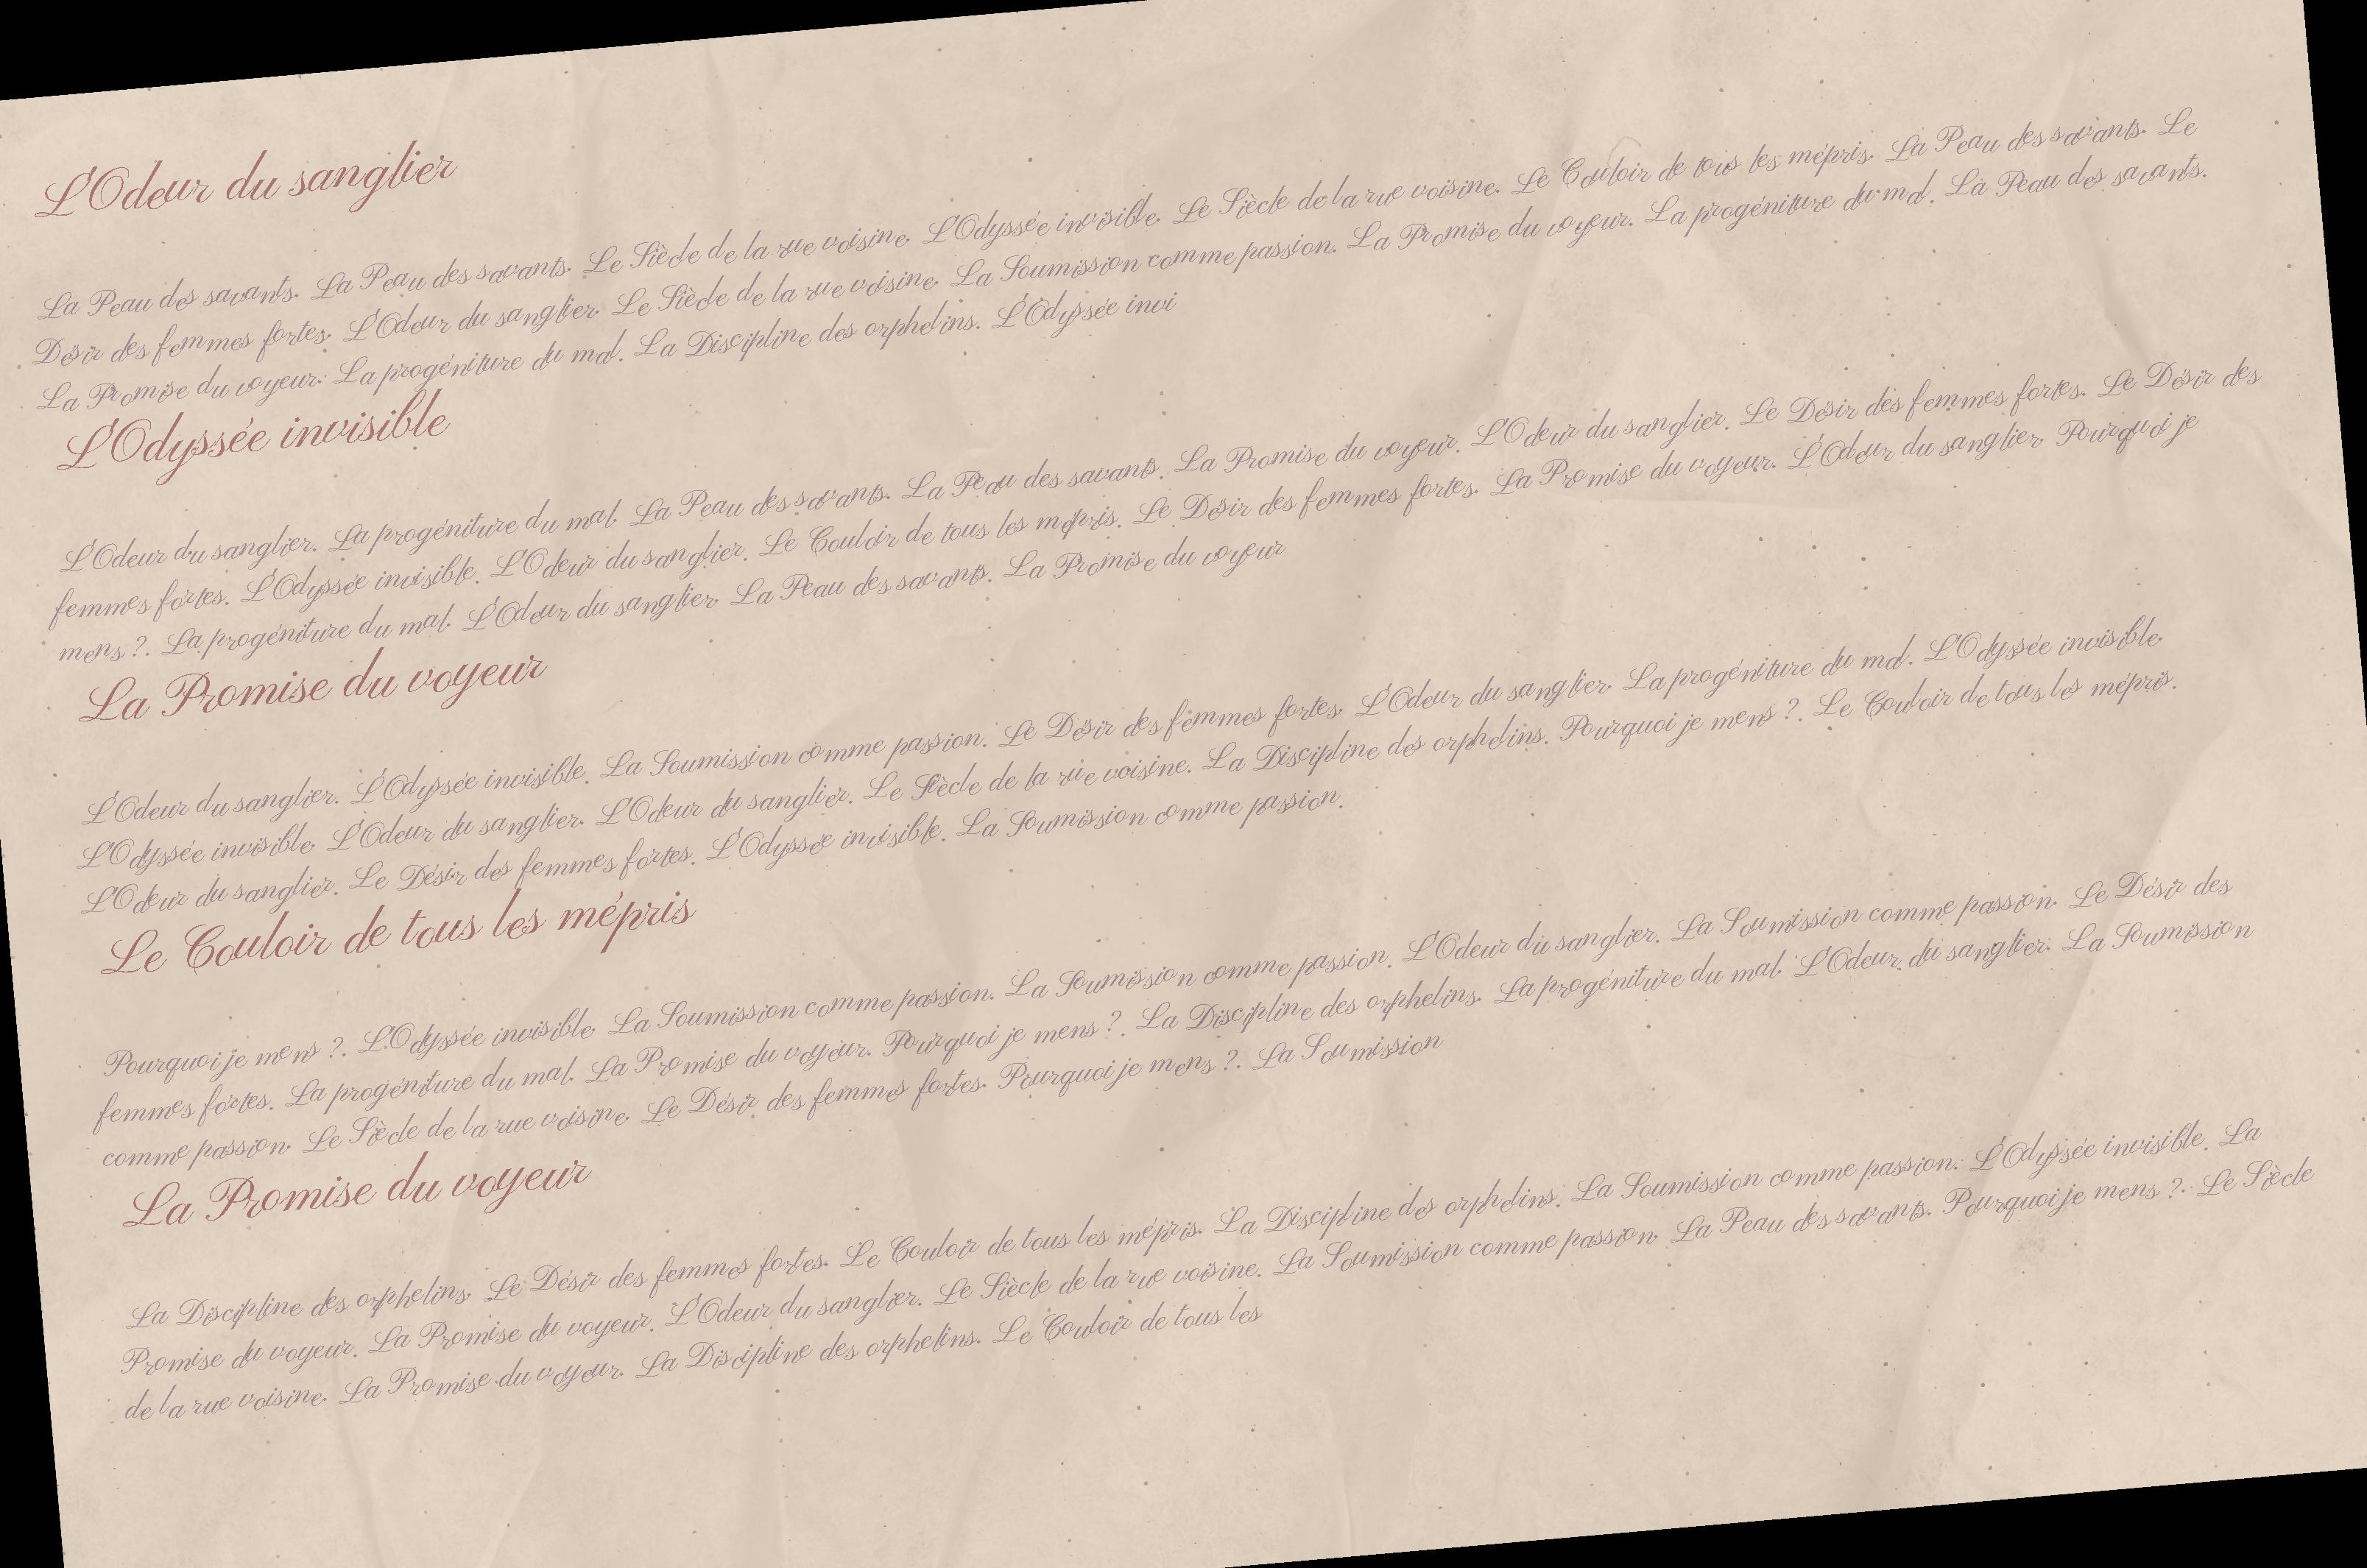 L'Odeur du sanglier
La Peau des savants. La Peau des savants. Le Siècle de la rue voisine. L'Odyssée invisible. Le Siècle de la rue voisine. Le Couloir de tous les mépris. La Peau des savants. Le
Désir des femmes fortes. L'Odeur du sanglier. Le Siècle de la rue voisine. La Soumission comme passion. La Promise du voyeur. La progéniture du mal. La Peau des savants.
La Promise du voyeur. La progéniture du mal. La Discipline des orphelins. L'Odyssée invi
L'Odyssée invisible
L'Odeur du sanglier. La progéniture du mal. La Peau des savants. La Peau des savants. La Promise du voyeur. L'Odeur du sanglier. Le Désir des femmes fortes. Le Désir des
femmes fortes. L'Odyssée invisible. L'Odeur du sanglier. Le Couloir de tous les mépris. Le Désir des femmes fortes. La Promise du voyeur. L'Odeur du sanglier. Pourquoi je
mens ?. La progéniture du mal. L'Odeur du sanglier. La Peau des savants. La Promise du voyeur
La Promise du voyeur
L'Odeur du sanglier. L'Odyssée invisible. La Soumission comme passion. Le Désir des femmes fortes. L'Odeur du sanglier. La progéniture du mal. L'Odyssée invisible.
L'Odyssée invisible. L'Odeur du sanglier. L'Odeur du sanglier. Le Siècle de la rue voisine. La Discipline des orphelins. Pourquoi je mens ?. Le Couloir de tous les mépris.
L'Odeur du sanglier. Le Désir des femmes fortes. L'Odyssée invisible. La Soumission comme passion.
Le Couloir de tous les mépris
Pourquoi je mens ?. L'Odyssée invisible. La Soumission comme passion. La Soumission comme passion. L'Odeur du sanglier. La Soumission comme passion. Le Désir des
femmes fortes. La progéniture du mal. La Promise du voyeur. Pourquoi je mens ?. La Discipline des orphelins. La progéniture du mal. L'Odeur du sanglier. La Soumission
comme passion. Le Siècle de la rue voisine. Le Désir des femmes fortes. Pourquoi je mens ?. La Soumission
La Promise du voyeur
La Discipline des orphelins. Le Désir des femmes fortes. Le Couloir de tous les mépris. La Discipline des orphelins. La Soumission comme passion. L'Odyssée invisible. La
Promise du voyeur. La Promise du voyeur. L'Odeur du sanglier. Le Siècle de la rue voisine. La Soumission comme passion. La Peau des savants. Pourquoi je mens ?. Le Siècle
de la rue voisine. La Promise du voyeur. La Discipline des orphelins. Le Couloir de tous les